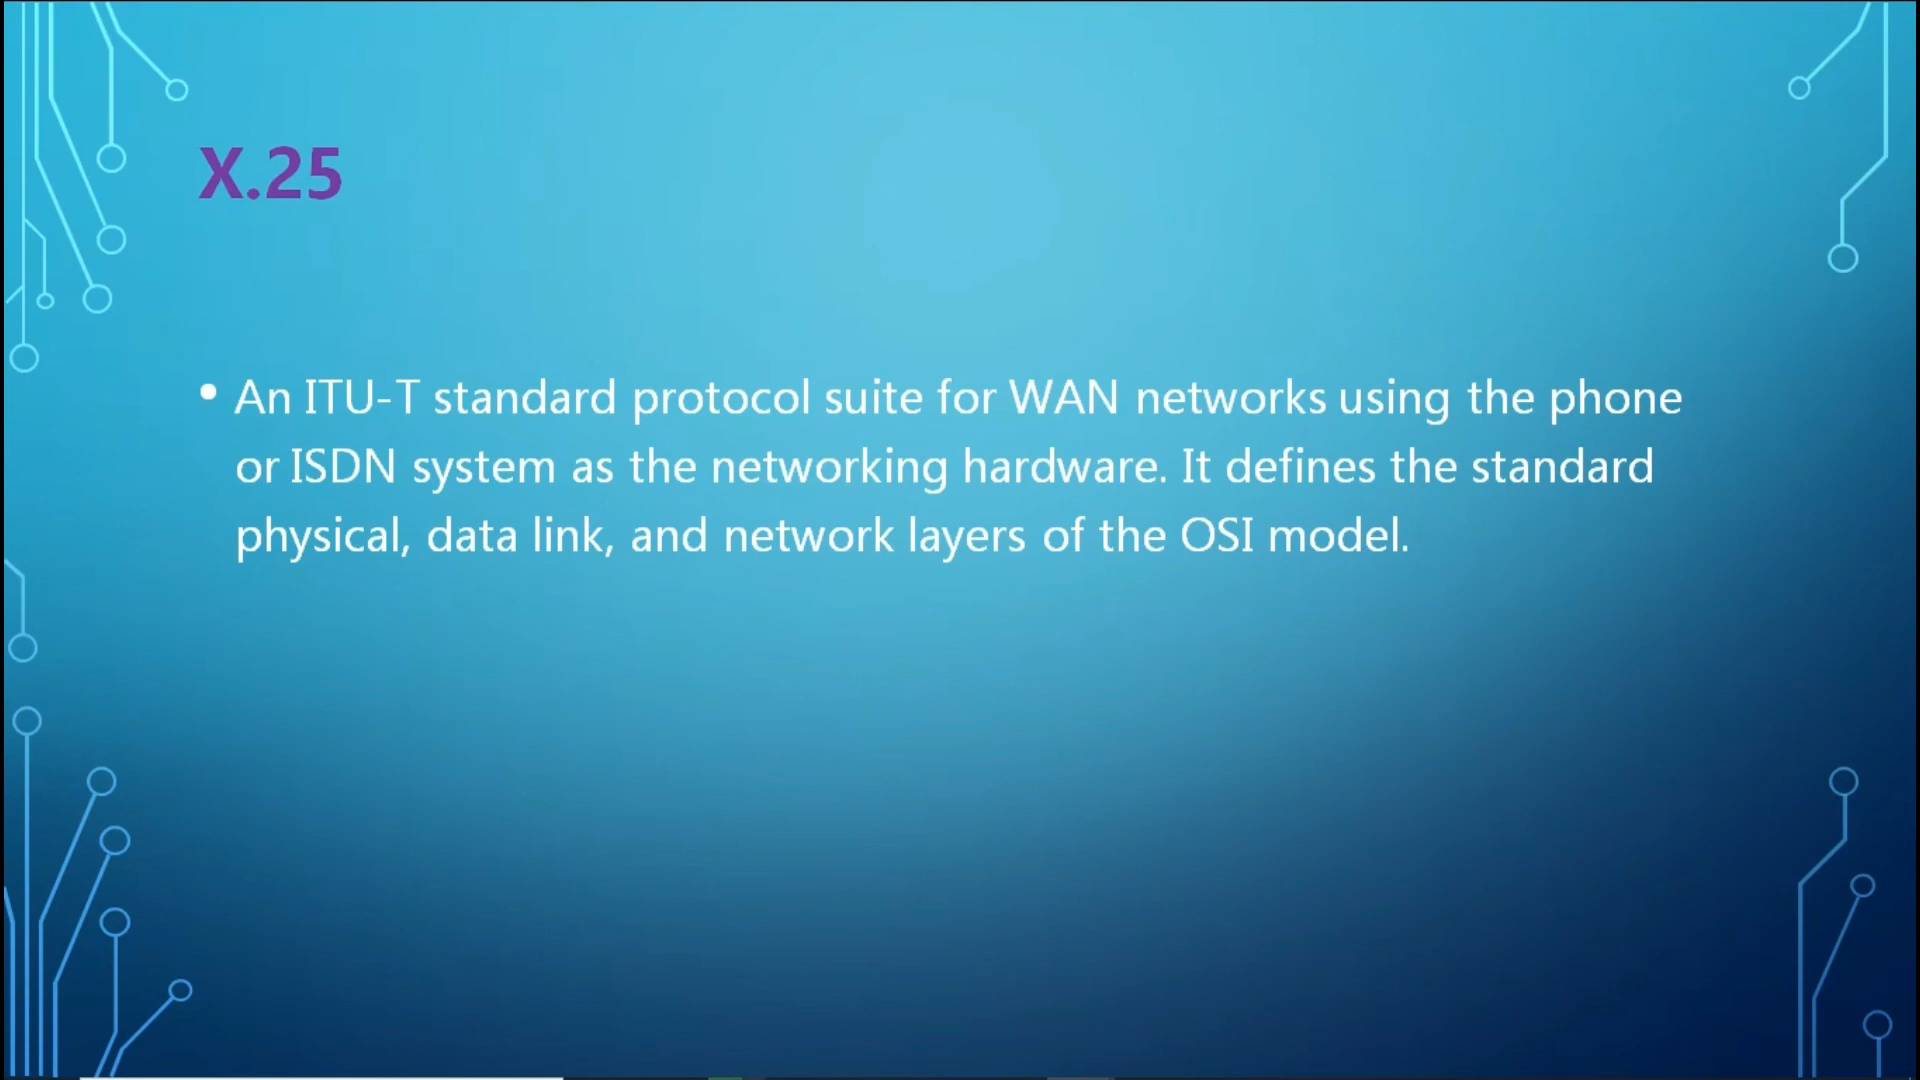 X.25
• An ITU-T standard protocol suite for WAN networks using the phone
or ISDN system as the networking hardware. It defines the standard
physical, data link, and network layers of the OSI model.